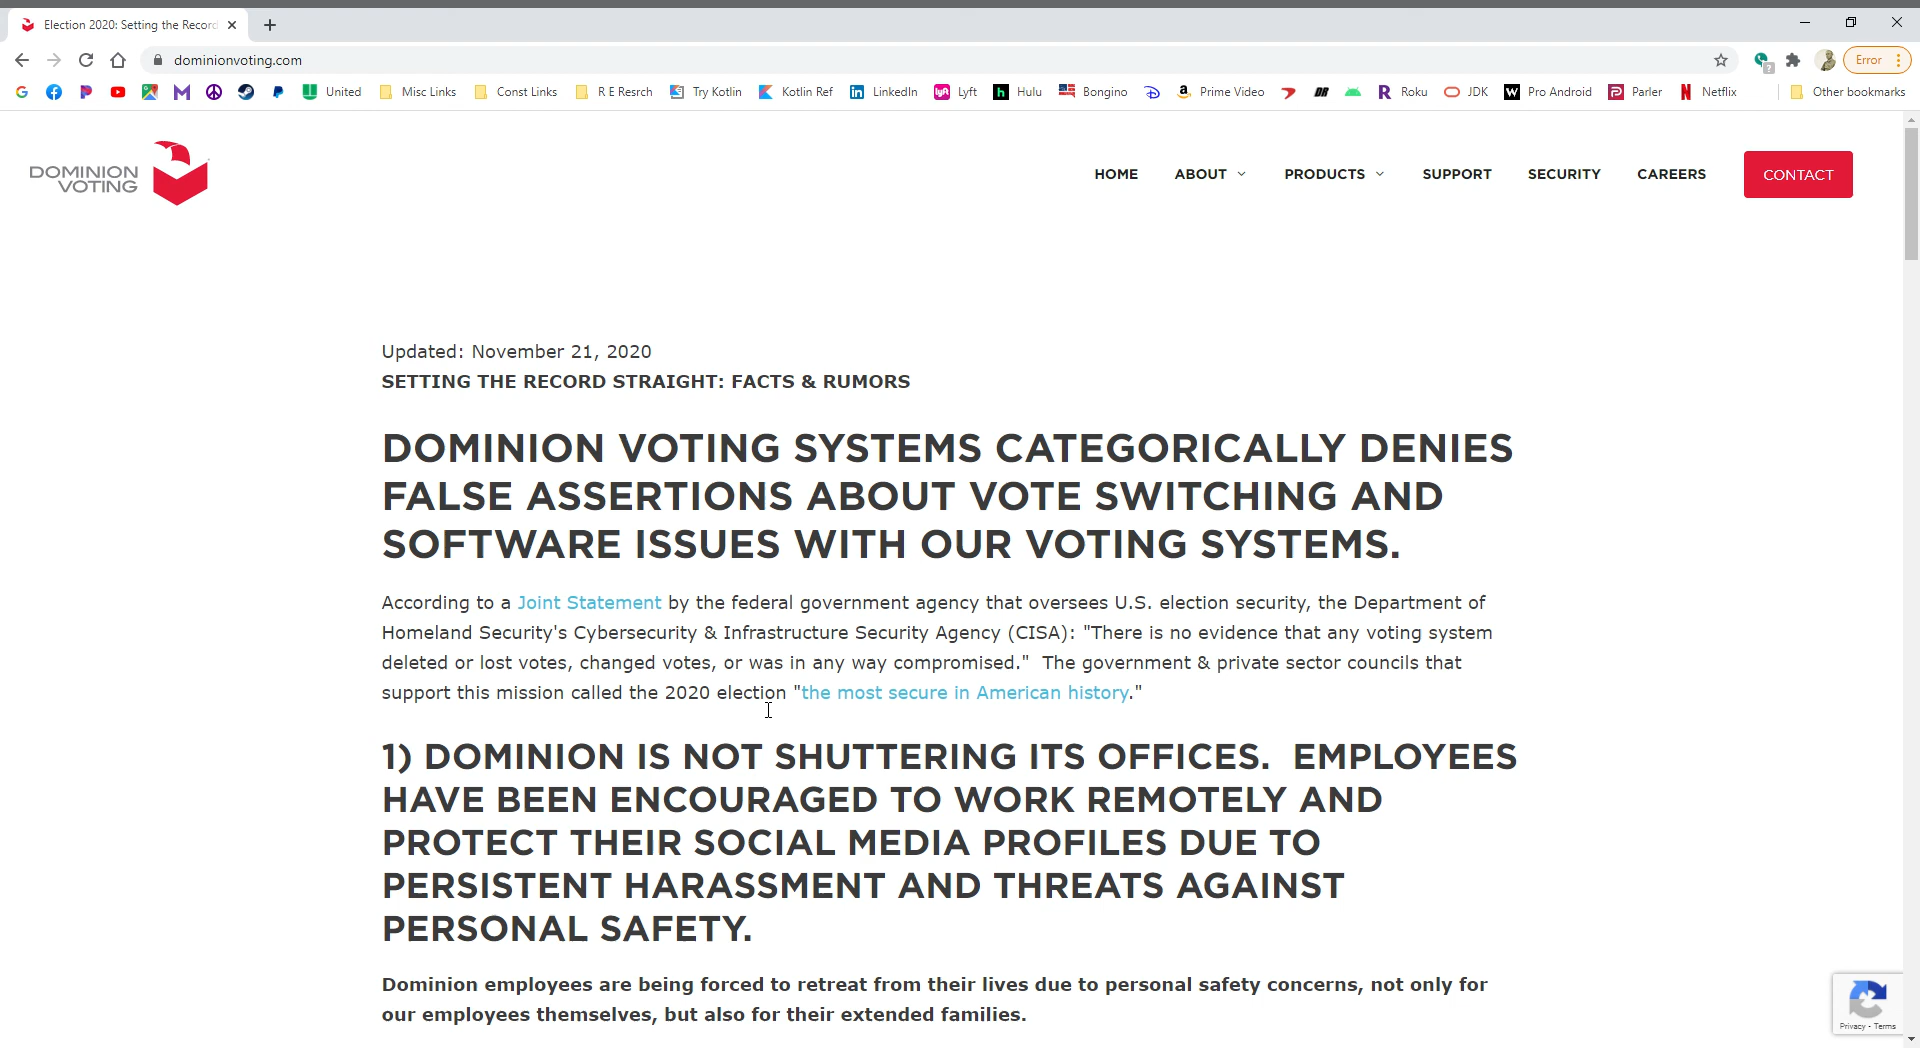 Election 2020: Setting the Record
dominionvoting.com
Error
United
Misc Links
Const Links
R E Resrch
Try Kotlin
Kotlin Ref
LinkedIn
Lyft
Hulu
Bongino
Prime Video
Roku
JDK
Pro Android
Parler
Netflix
Other bookmarks
DOMINION
VOTING
HOME ABOUT PRODUCTS SUPPORT SECURITY CAREERS CONTACT
Updated: November 21, 2020
SETTING THE RECORD STRAIGHT: FACTS & RUMORS
DOMINION VOTING SYSTEMS CATEGORICALLY DENIES
FALSE ASSERTIONS ABOUT VOTE SWITCHING AND
SOFTWARE ISSUES WITH OUR VOTING SYSTEMS.
According to a Joint Statement by the federal government agency that oversees U.S. election security, the Department of
Homeland Security's Cybersecurity & Infrastructure Security Agency (CISA): "There is no evidence that any voting system
deleted or lost votes, changed votes, or was in any way compromised." The government & private sector councils that
support this mission called the 2020 election "the most secure in American history."
1) DOMINION IS NOT SHUTTERING ITS OFFICES. EMPLOYEES
HAVE BEEN ENCOURAGED TO WORK REMOTELY AND
PROTECT THEIR SOCIAL MEDIA PROFILES DUE TO
PERSISTENT HARASSMENT AND THREATS AGAINST
PERSONAL SAFETY.
Dominion employees are being forced to retreat from their lives due to personal safety concerns, not only for
our employees themselves, but also for their extended families.
Privacy - Terms